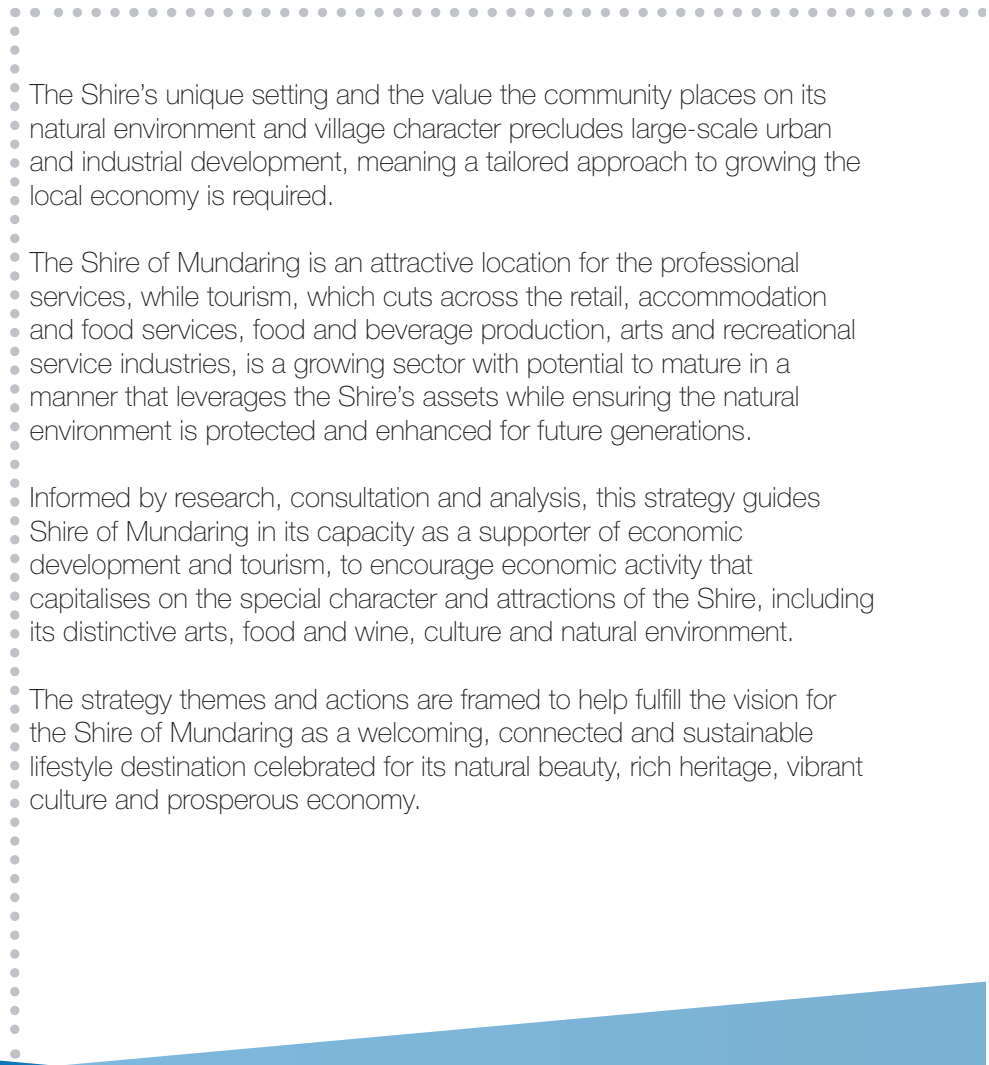 The Shire’s unique setting and the value the community places on its
natural environment and village character precludes large-scale urban
and industrial development, meaning a tailored approach to growing the
local economy is required.
The Shire of Mundaring is an attractive location for the professional
services, while tourism, which cuts across the retail, accommodation
and food services, food and beverage production, arts and recreational
service industries, is a growing sector with potential to mature in a
manner that leverages the Shire’s assets while ensuring the natural
environment is protected and enhanced for future generations.
Informed by research, consultation and analysis, this strategy guides
Shire of Mundaring in its capacity as a supporter of economic
development and tourism, to encourage economic activity that
capitalises on the special character and attractions of the Shire, including
its distinctive arts, food and wine, culture and natural environment.
The strategy themes and actions are framed to help fulfill the vision for
the Shire of Mundaring as a welcoming, connected and sustainable
lifestyle destination celebrated for its natural beauty, rich heritage, vibrant
culture and prosperous economy.